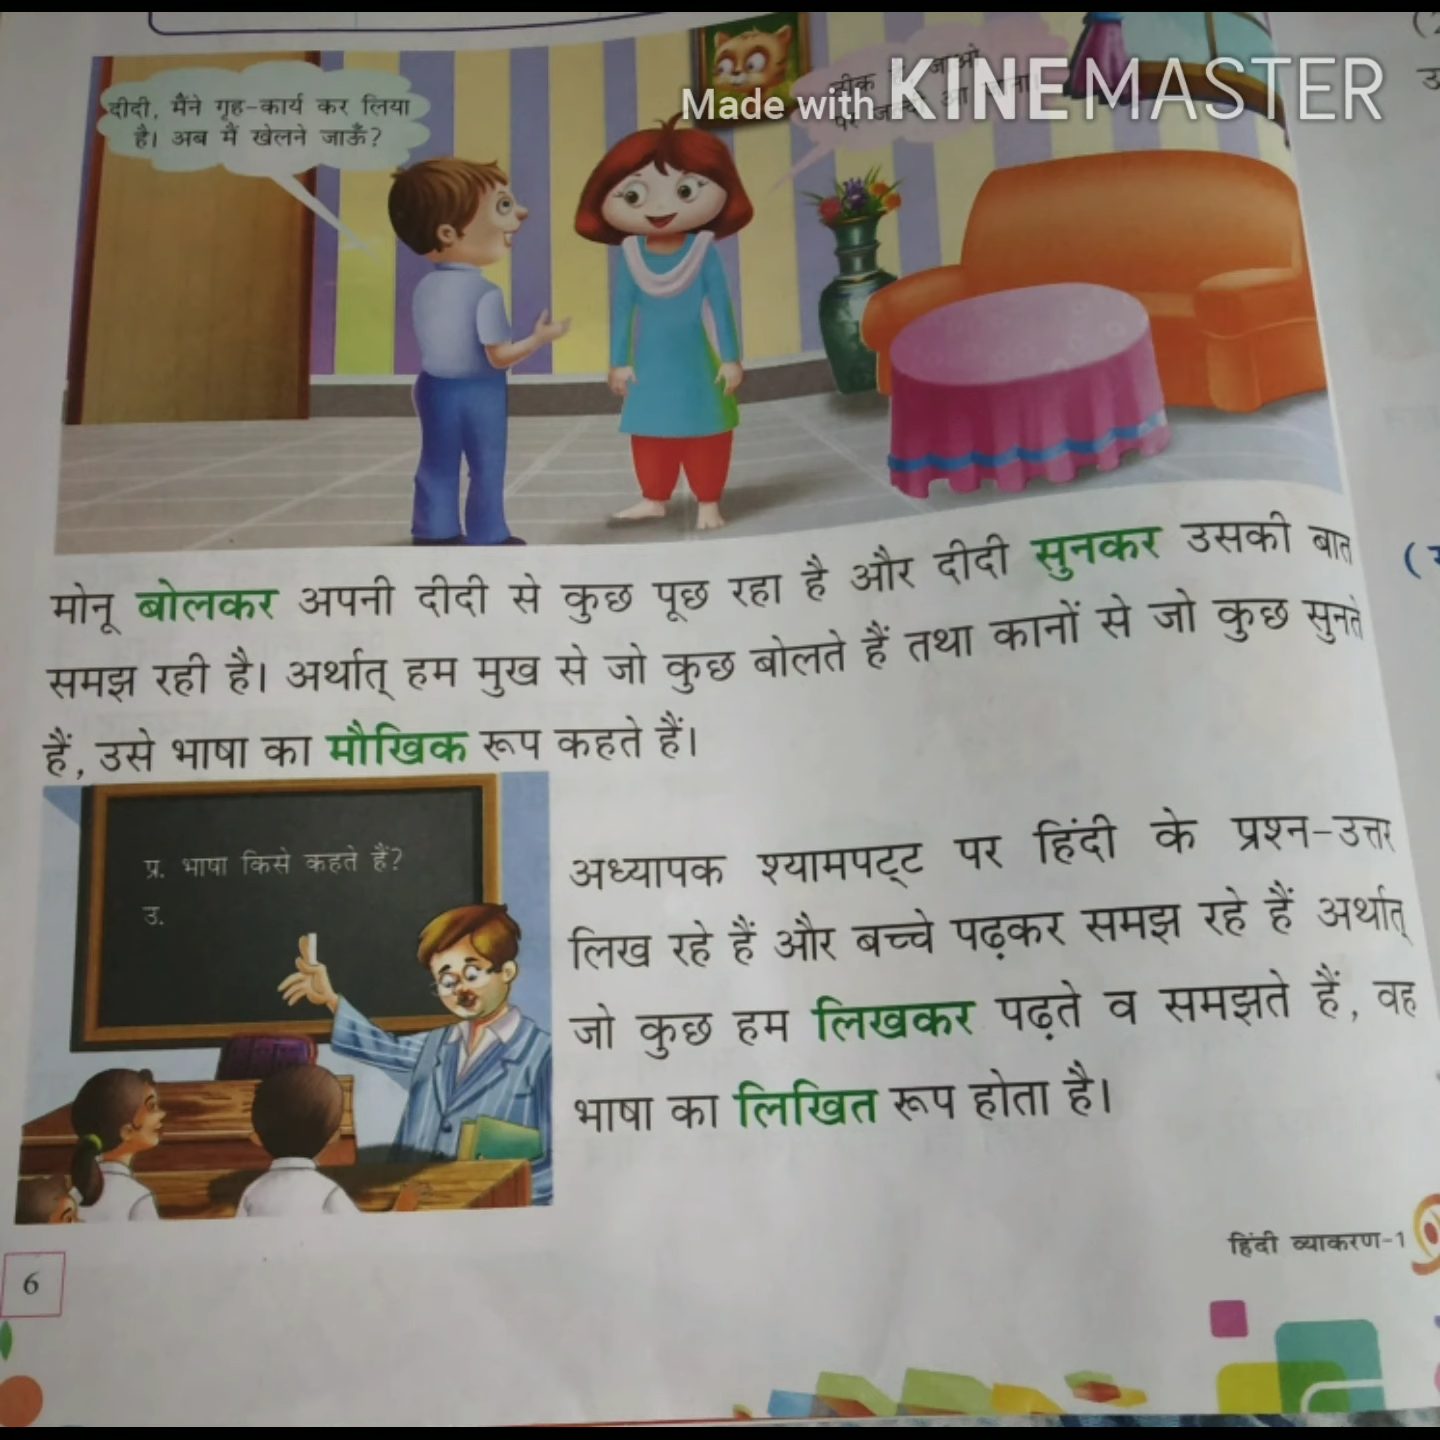 दीदी, मैंने गृह-कार्य कर लिया
है। अब मैं खेलने जाऊँ?
ठीक जाओ
Made with KINEMASTER
मोनू बोलकर अपनी दीदी से कुछ पूछ रहा है और दीदी सुनकर उसकी बात
समझ रही है। अर्थात् हम मुख से जो कुछ बोलते हैं तथा कानों से जो कुछ सुनते
हैं, उसे भाषा का मौखिक रूप कहते हैं।
प्र. भाषा किसे कहते हैं?
उ.
अध्यापक श्यामपट्ट पर हिंदी के प्रश्न-उत्तर
लिख रहे हैं और बच्चे पढ़कर समझ रहे हैं अर्थात्
जो कुछ हम लिखकर पढ़ते व समझते हैं, वह
भाषा का लिखित रूप होता है।
हिंदी व्याकरण-1
6